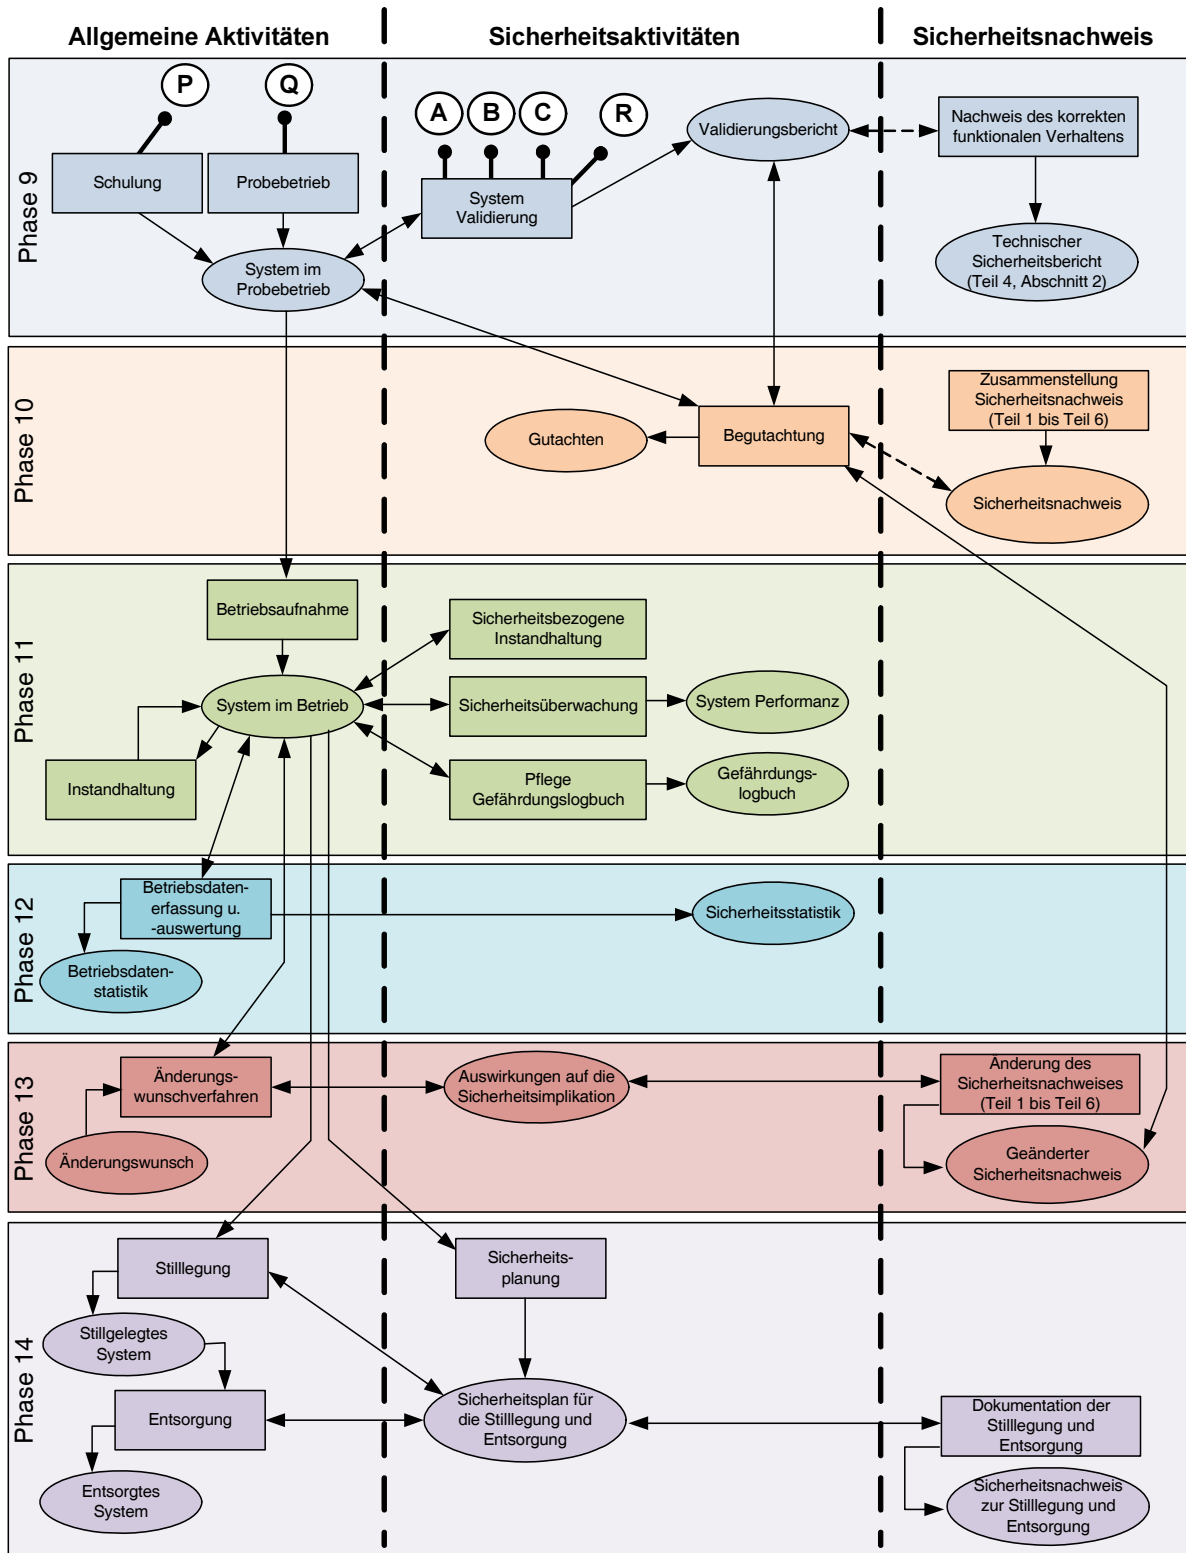 Allgemeine Aktivitäten
Sicherheitsaktivitäten
Sicherheitsnachweis
Phase 9
P
Q
A
B
C
R
Schulung
Probebetrieb
System
Validierung
Validierungsbericht
Nachweis des korrekten
funktionalen Verhaltens
System im
Probebetrieb
Technischer
Sicherheitsbericht
(Teil 4, Abschnitt 2)
Phase 10
Gutachten
Begutachtung
Zusammenstellung
Sicherheitsnachweis
(Teil 1 bis Teil 6)
Sicherheitsnachweis
Phase 11
Betriebsaufnahme
Sicherheitsbezogene
Instandhaltung
System im Betrieb
Sicherheitsüberwachung
System Performanz
Instandhaltung
Pflege
Gefährdungslogbuch
Gefährdungs-
logbuch
Phase 12
Betriebsdaten-
erfassung u.
-auswertung
Sicherheitsstatistik
Betriebsdaten-
statistik
Phase 13
Änderungs-
wunschverfahren
Auswirkungen auf die
Sicherheitsimplikation
Änderung des
Sicherheitsnachweises
(Teil 1 bis Teil 6)
Änderungswunsch
Geänderter
Sicherheitsnachweis
Phase 14
Stilllegung
Sicherheits-
planung
Stillgelegtes
System
Entsorgung
Sicherheitsplan für
die Stilllegung und
Entsorgung
Dokumentation der
Stilllegung und
Entsorgung
Entsorgtes
System
Sicherheitsnachweis
zur Stilllegung und
Entsorgung